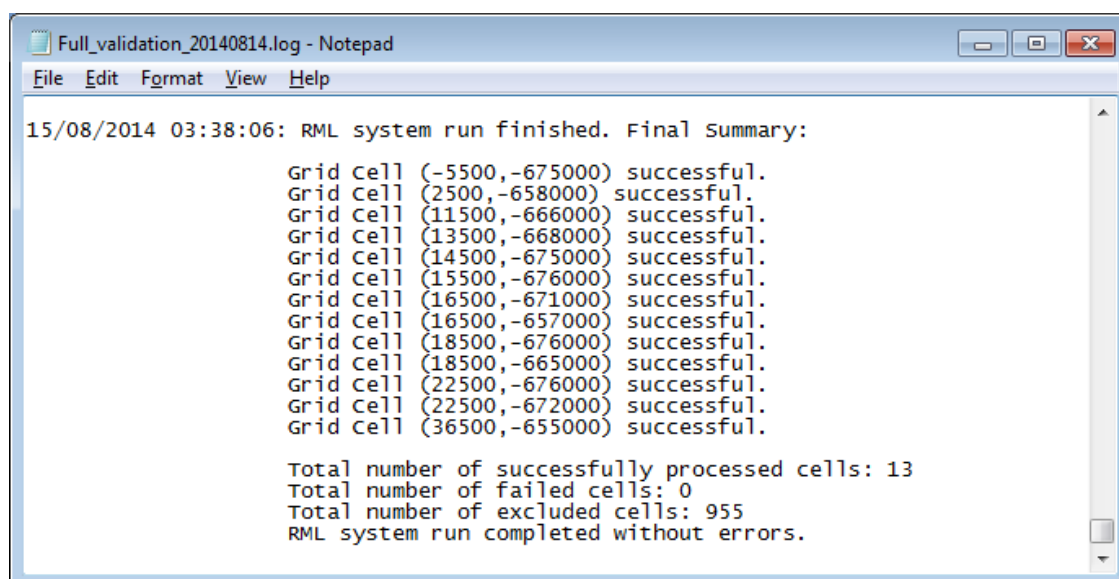 Full_validation_20140814.log - Notepad
File Edit Format View Help
15/08/2014 03:38:06: RML system run finished. Final Summary:
Grid Cell (-5500,-675000) successful.
Grid Cell (2500,-658000) successful.
Grid Cell (11500,-666000) successful.
Grid Cell (13500,-668000) successful.
Grid Cell (14500,-675000) successful.
Grid Cell (15500,-676000) successful.
Grid Cell (16500,-671000) successful.
Grid Cell (16500,-657000) successful.
Grid Cell (18500,-676000) successful.
Grid Cell (18500,-665000) successful.
Grid Cell (22500,-676000) successful.
Grid Cell (22500,-672000) successful.
Grid Cell (36500,-655000) successful.
Total number of successfully processed cells: 13
Total number of failed cells: 0
Total number of excluded cells: 955
RML system run completed without errors.